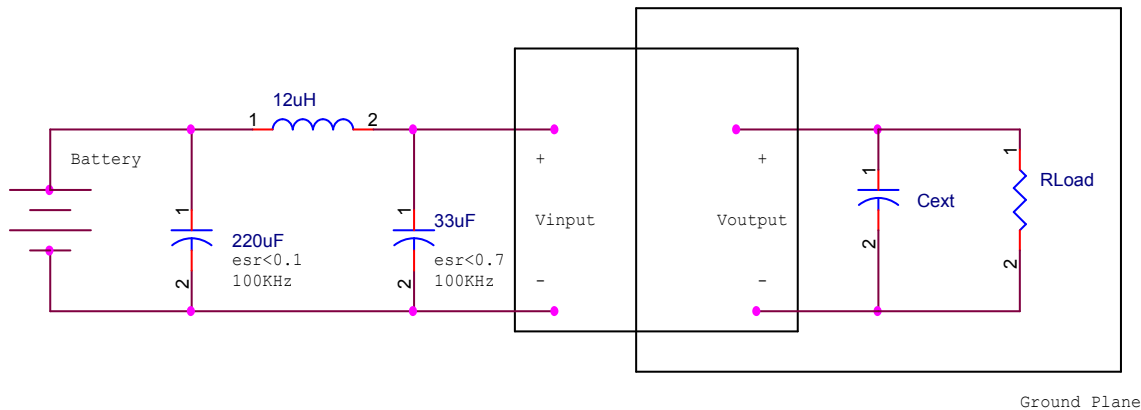 12uH
1
2
Battery
1
220uF
esr<0.1
100KHz
2
1
33uF
esr<0.7
100KHz
2
+
Vinput
-
+
Voutput
-
1
Cext
2
1
RLoad
2
Ground Plane